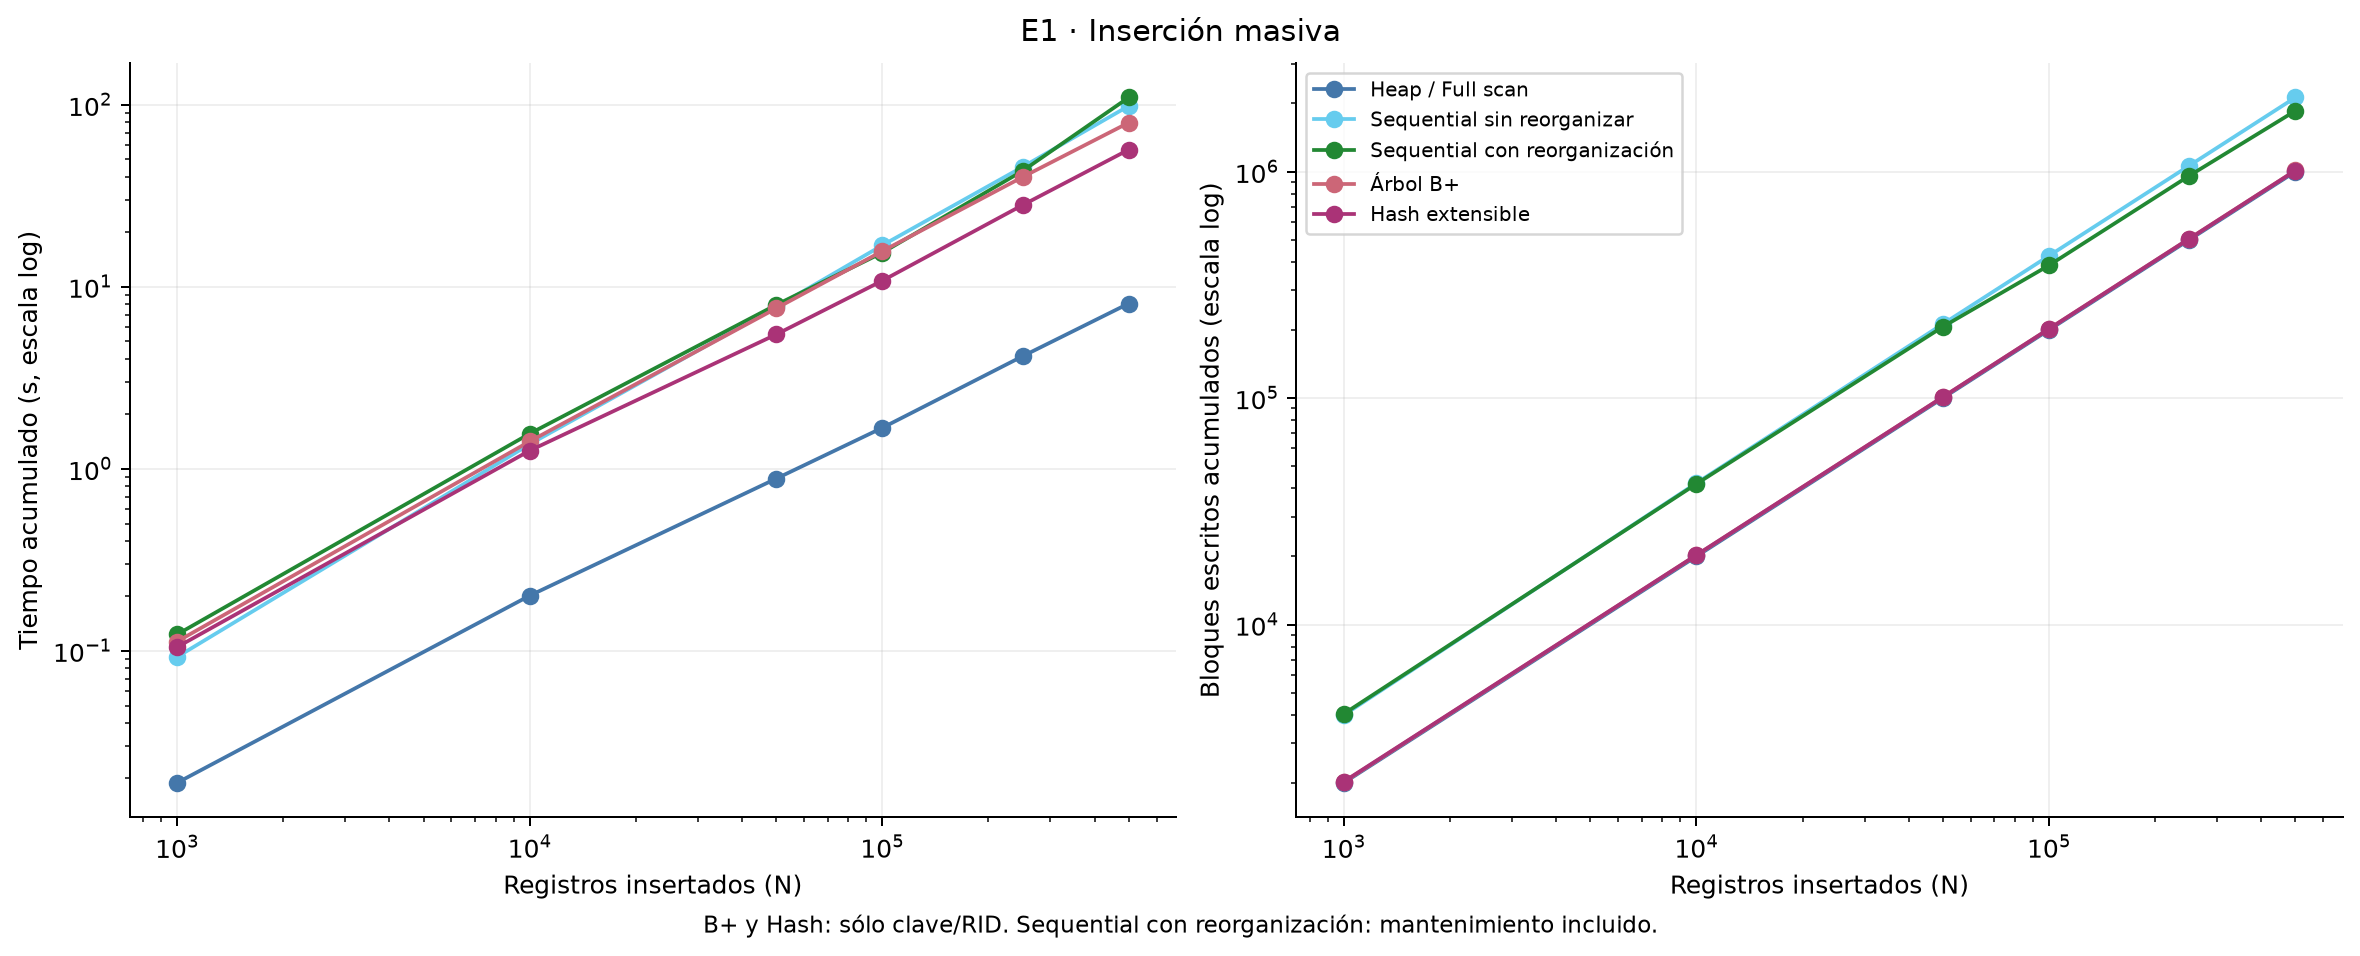 E1 · Inserción masiva
Tiempo acumulado (s, escala log)
10²
10¹
10⁰
10⁻¹
10³
10⁴
10⁵
Registros insertados (N)
Bloques escritos acumulados (escala log)
10⁶
10⁵
10⁴
10³
10⁴
10⁵
Registros insertados (N)
Heap / Full scan
Sequential sin reorganizar
Sequential con reorganización
Árbol B+
Hash extensible
B+ y Hash: sólo clave/RID. Sequential con reorganización: mantenimiento incluido.